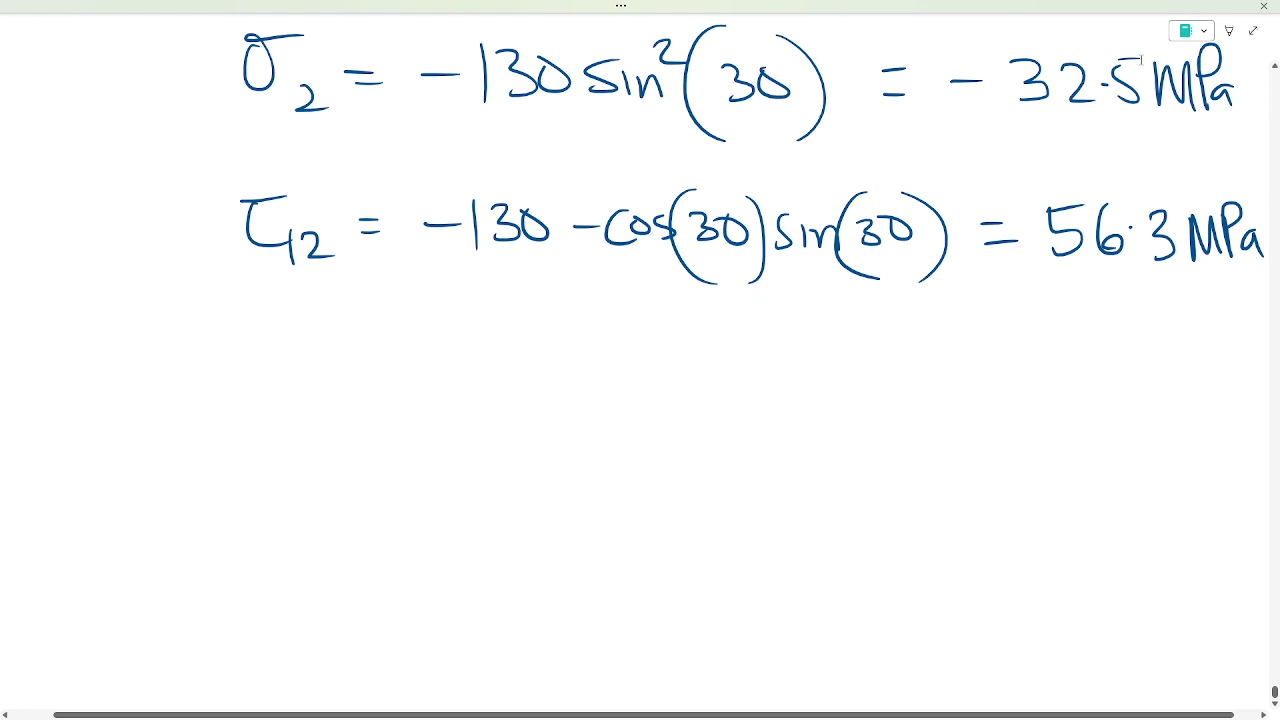 σ₂ = -130 sin²(30) = -32.5 MPa
τ₁₂ = -130 -cos(30) sin(30) = 56.3 MPa